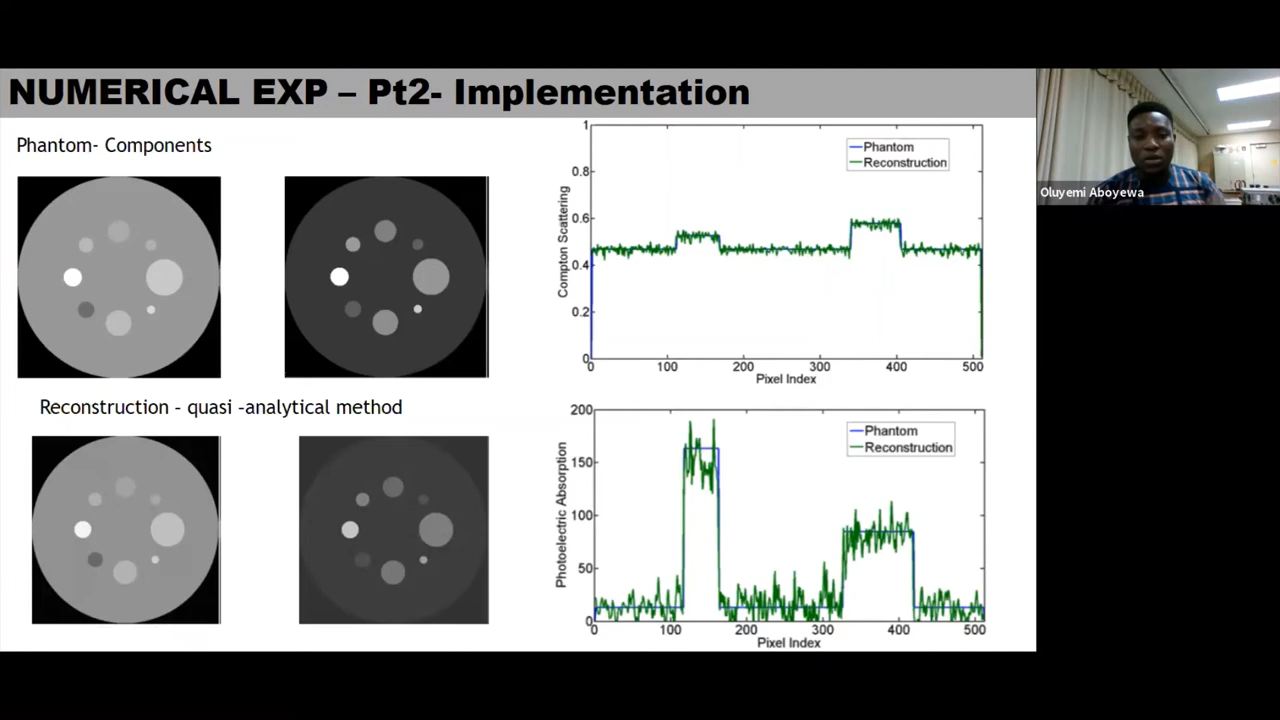 NUMERICAL EXP – Pt2- Implementation
Phantom- Components
Reconstruction - quasi -analytical method
1
0.8
0.6
0.4
0.2
0
Compton Scattering
Phantom
Reconstruction
0 100 200 300 400 500
Pixel Index
200
150
100
50
0
Photoelectric Absorption
Phantom
Reconstruction
0 100 200 300 400 500
Pixel Index
Oluyemi Aboyewa